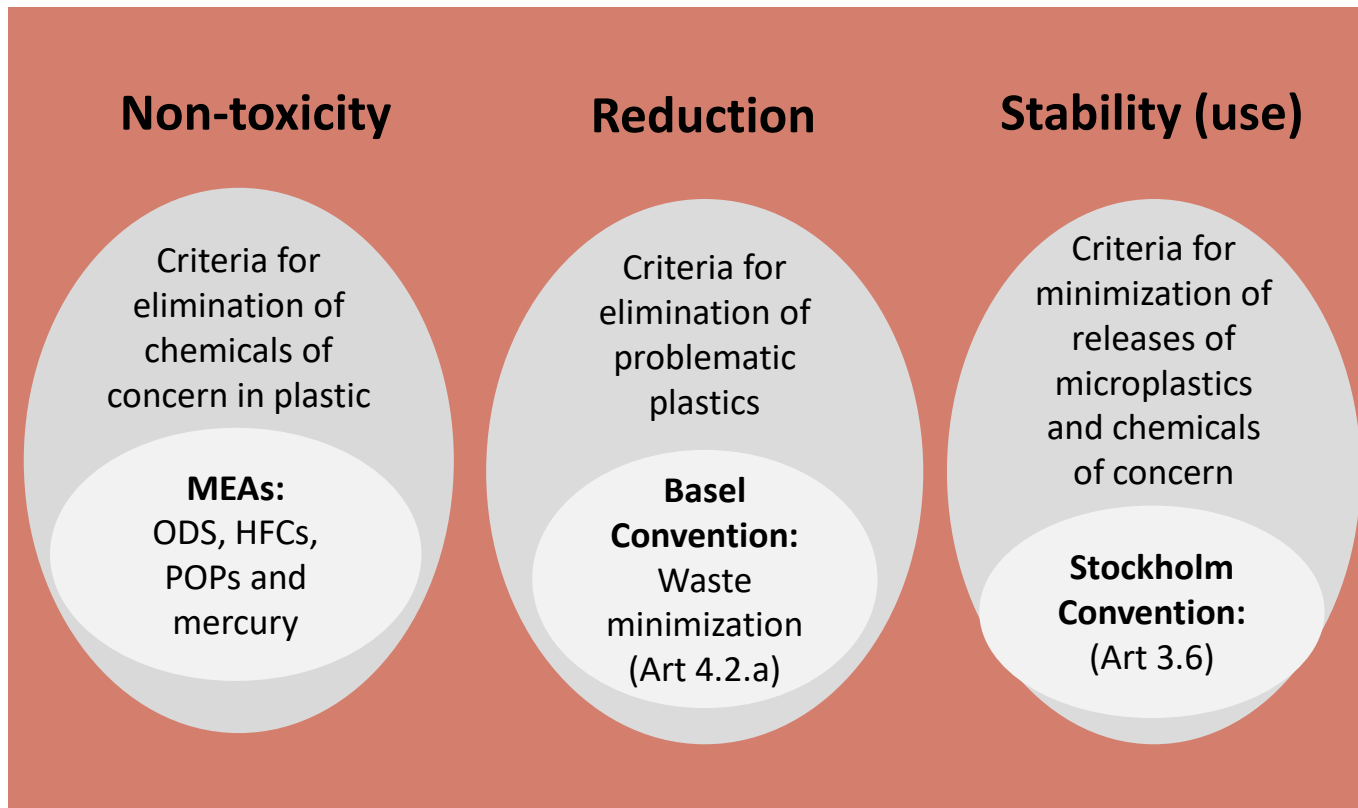 Non-toxicity
Criteria for
elimination of
chemicals of
concern in plastic
MEAs:
ODS, HFCs,
POPs and
mercury
Reduction
Criteria for
elimination of
problematic
plastics
Basel
Convention:
Waste
minimization
(Art 4.2.a)
Stability (use)
Criteria for
minimization of
releases of
microplastics
and chemicals
of concern
Stockholm
Convention:
(Art 3.6)